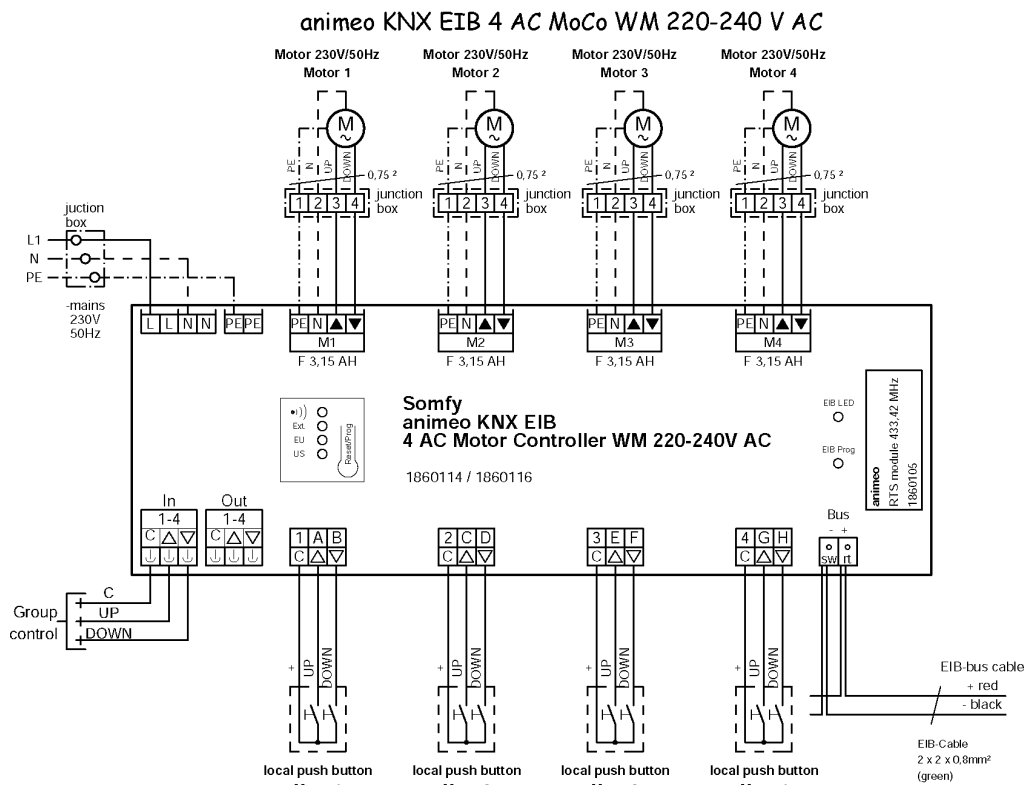 animeo KNX EIB 4 AC MoCo WM 220-240 V AC
Motor 230V/50Hz
Motor 1
Motor 230V/50Hz
Motor 2
Motor 230V/50Hz
Motor 3
Motor 230V/50Hz
Motor 4
M
~
M
~
M
~
M
~
PE N UP DOWN
PE N UP DOWN
PE N UP DOWN
PE N UP DOWN
0,75 ²
0,75 ²
0,75 ²
0,75 ²
1 2 3 4
junction
box
1 2 3 4
junction
box
1 2 3 4
junction
box
1 2 3 4
junction
box
juction
box
L1
N
PE
-mains
230V
50Hz
L L N N PE PE
PE N ▲ ▼
M1
F 3,15 AH
PE N ▲ ▼
M2
F 3,15 AH
PE N ▲ ▼
M3
F 3,15 AH
PE N ▲ ▼
M4
F 3,15 AH
Ext.
EU
US
Reset/Prog
Somfy
animeo KNX EIB
4 AC Motor Controller WM 220-240V AC
1860114 / 1860116
EIB LED
EIB Prog
animeo
RTS module 433,42 MHz
1860105
In
1-4
C △ ▽
Out
1-4
C △ ▽
1 A B
C △ ▽
2 C D
C △ ▽
3 E F
C △ ▽
4 G H
C △ ▽
Bus
- +
sw rt
Group
control
C
UP
DOWN
+ UP DOWN
+ UP DOWN
+ UP DOWN
+ UP DOWN
EIB-bus cable
+ red
- black
EIB-Cable
2 x 2 x 0,8mm²
(green)
local push button
local push button
local push button
local push button